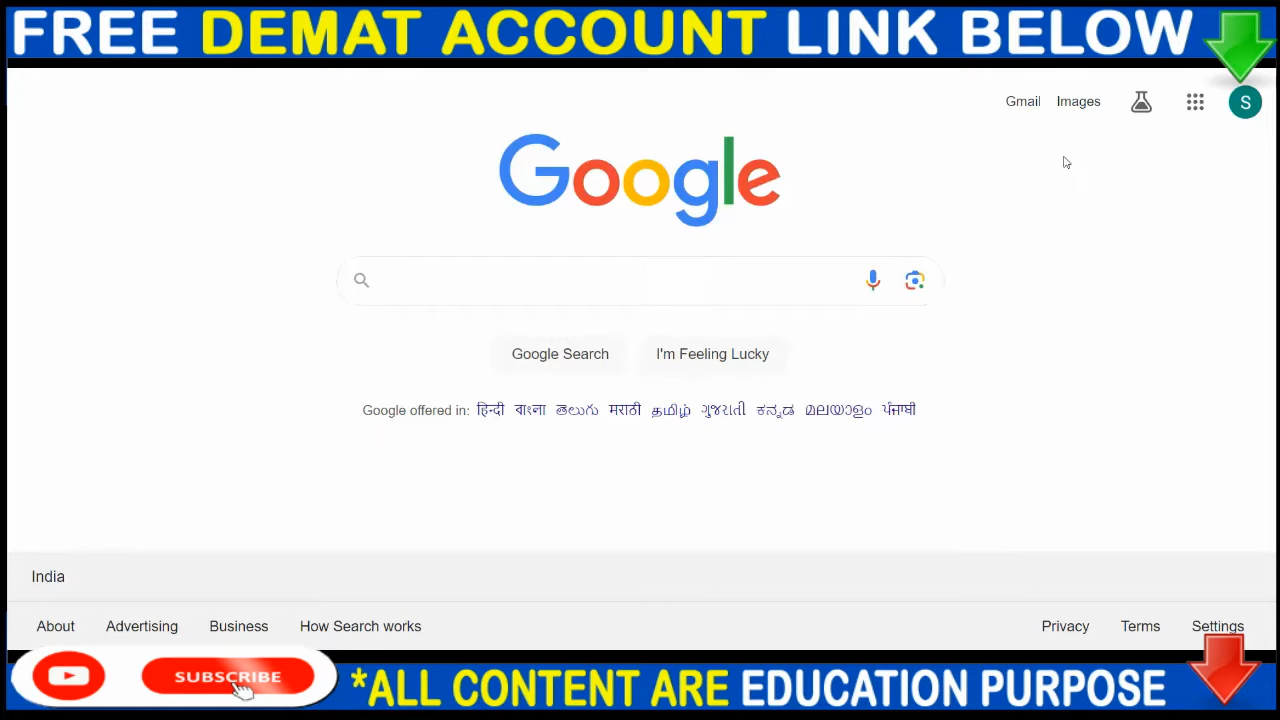 FREE DEMAT ACCOUNT LINK BELOW
Gmail Images S
Google
Google Search I'm Feeling Lucky
Google offered in: हिन्दी বাংলা తెలుగు मराठी தமிழ் ગુજરાતી ಕನ್ನಡ മലയാളം ਪੰਜਾਬੀ
India
About Advertising Business How Search works Privacy Terms Settings
SUBSCRIBE
*ALL CONTENT ARE EDUCATION PURPOSE